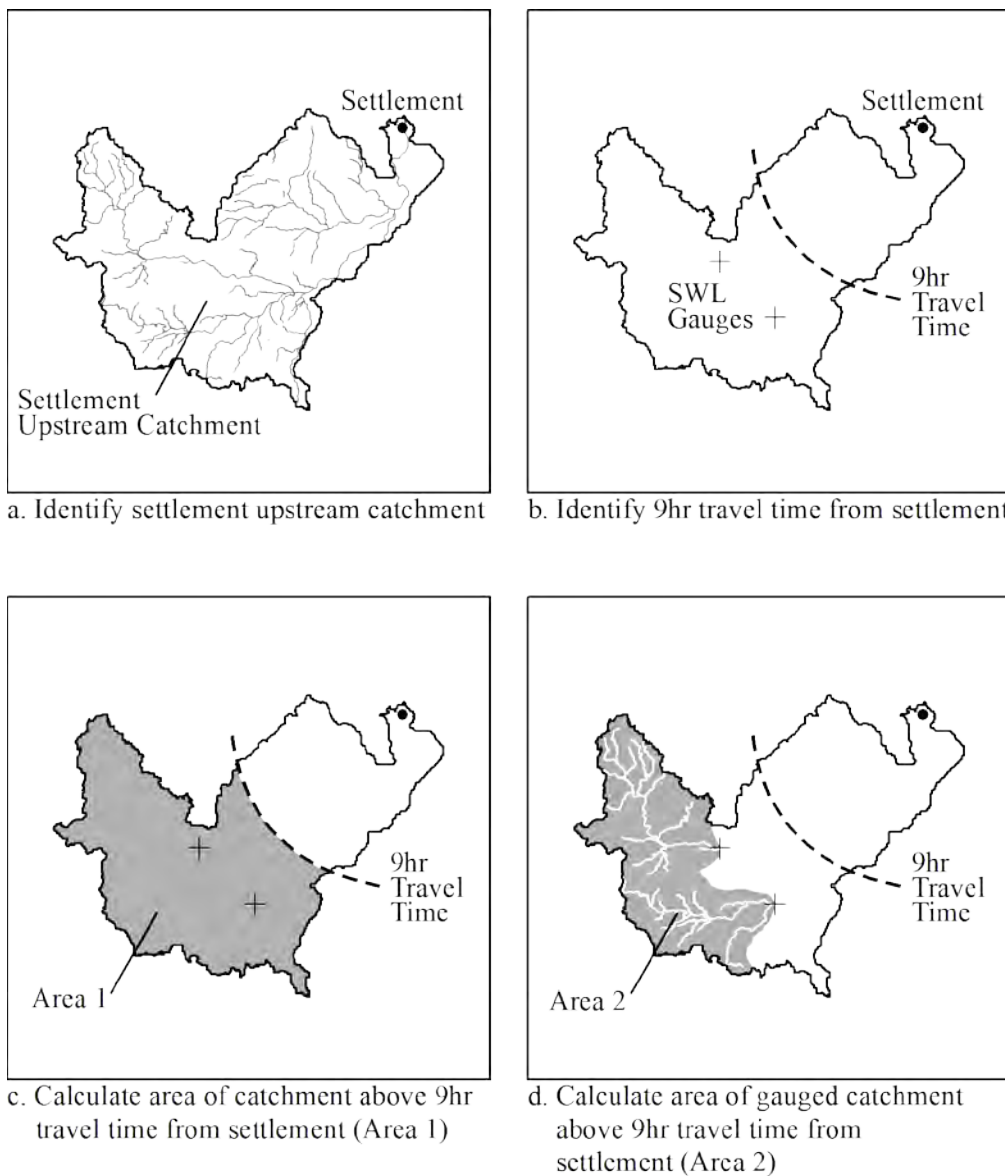 Settlement
Settlement
Upstream Catchment
a. Identify settlement upstream catchment
Settlement
SWL
Gauges
9hr
Travel
Time
b. Identify 9hr travel time from settlement
9hr
Travel
Time
Area 1
c. Calculate area of catchment above 9hr
travel time from settlement (Area 1)
9hr
Travel
Time
Area 2
d. Calculate area of gauged catchment
above 9hr travel time from
settlement (Area 2)